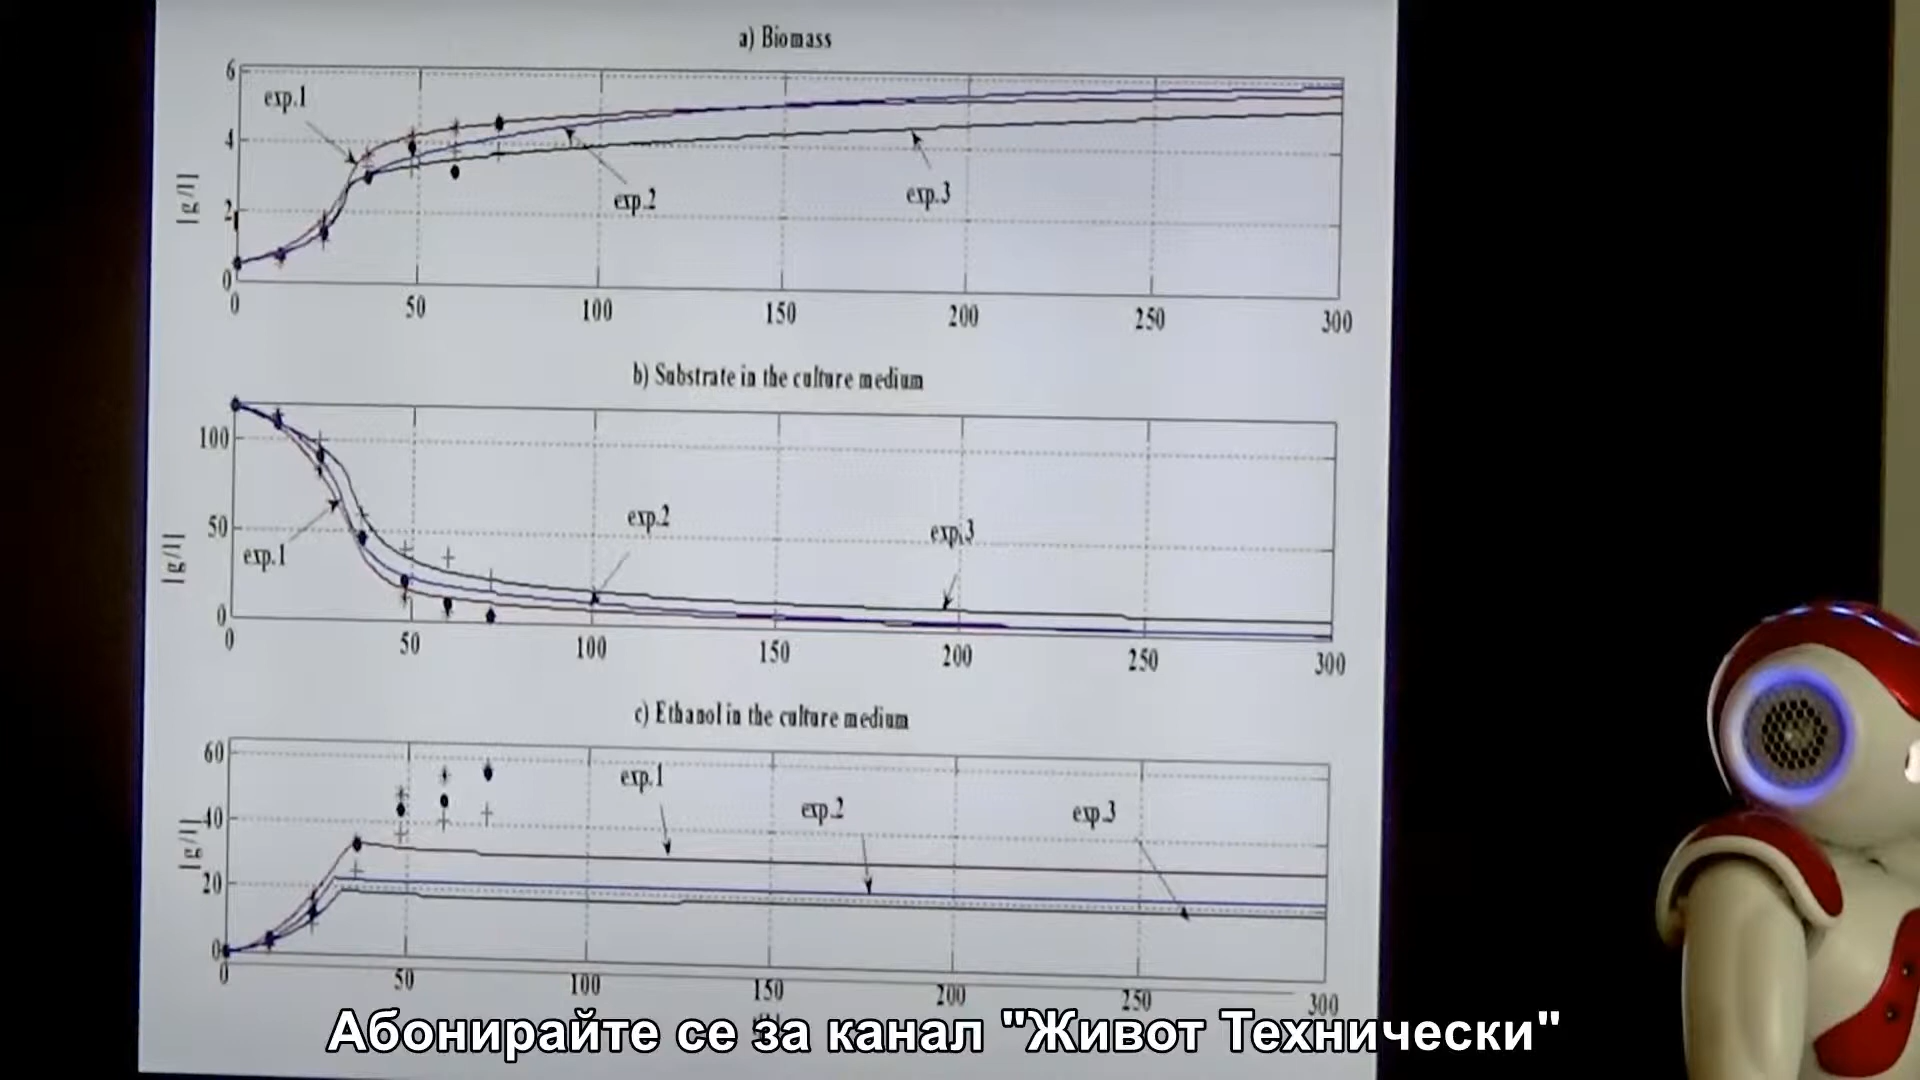 a) Biomass
6
exp.1
4
[g/l]
exp.2
exp.3
2
0
0 50 100 150 200 250 300
b) Substrate in the culture medium
100
exp.2
exp.3
50
exp.1
[g/l]
0
0 50 100 150 200 250 300
c) Ethanol in the culture medium
60
exp.1
exp.2
exp.3
40
[g/l]
20
0
0 50 100 150 200 250 300
Абонирайте се за канал "Живот Технически"